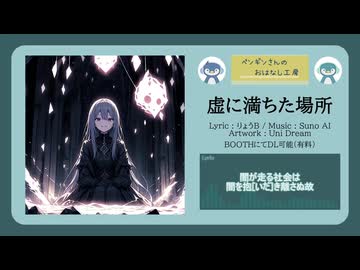 ペンギンさんの
おはなし工房
虚に満ちた場所
Lyric : りょうB / Music : Suno AI
Artwork : Uni Dream
BOOTHにてDL可能(有料)
Lyrics
闇が走る社会は
闇を抱[いだ]き離さぬ故